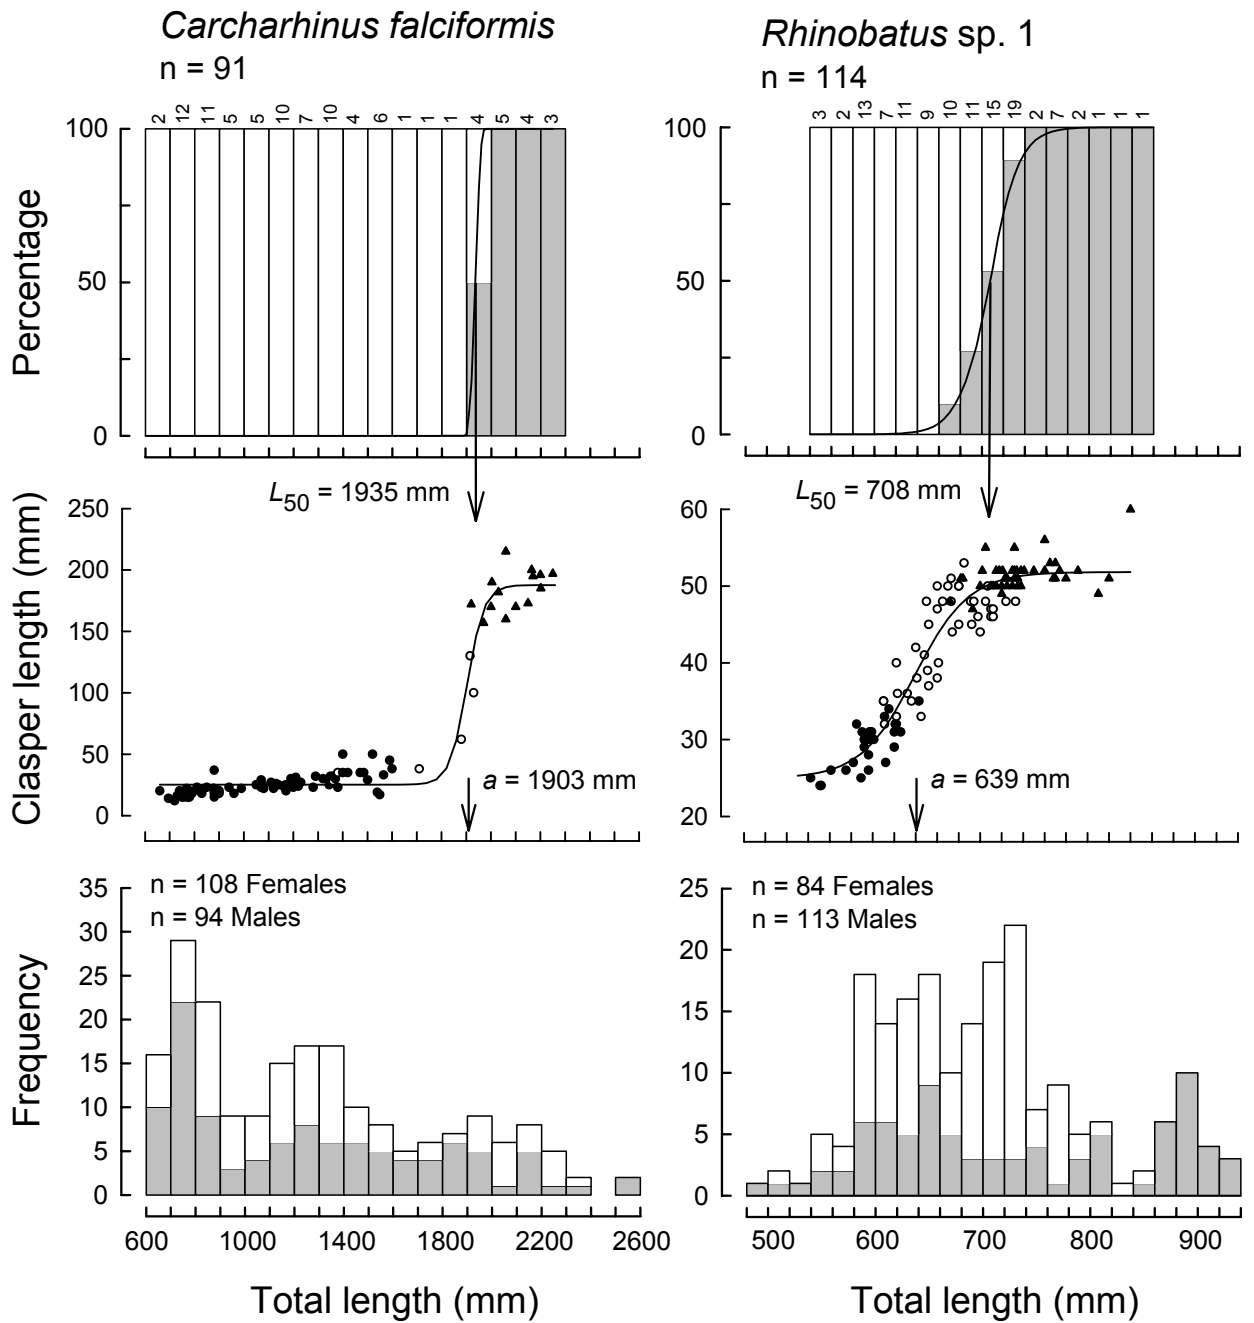 Carcharhinus falciformis
n = 91
2 12 11 5 5 10 7 10 4 6 1 1 1 4 5 4 3
100
50
0
Percentage
L50 = 1935 mm
Rhinobatus sp. 1
n = 114
3 2 13 7 11 9 10 11 15 19 2 7 2 1 1 1
100
50
0
L50 = 708 mm
250
200
150
100
50
0
Clasper length (mm)
a = 1903 mm
60
50
40
30
20
a = 639 mm
n = 108 Females
n = 94 Males
35
30
25
20
15
10
5
0
Frequency
600 1000 1400 1800 2200 2600
Total length (mm)
n = 84 Females
n = 113 Males
25
20
15
10
5
0
500 600 700 800 900
Total length (mm)